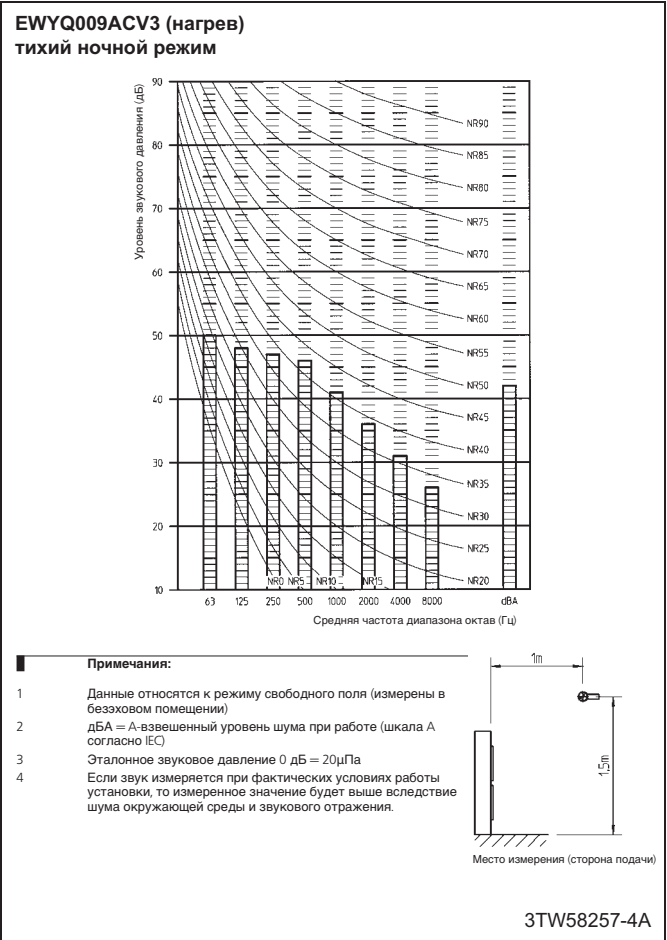 EWYQ009ACV3 (нагрев)
тихий ночной режим
Уровень звукового давления (дБ)
90
80
70
60
50
40
30
20
10
NR90
NR85
NR80
NR75
NR70
NR65
NR60
NR55
NR50
NR45
NR40
NR35
NR30
NR25
NR20
NR0 NR5 NR10 NR15
63 125 250 500 1000 2000 4000 8000 dBA
Средняя частота диапазона октав (Гц)
Примечания:
1 Данные относятся к режиму свободного поля (измерены в
безэховом помещении)
2 дБА = А-взвешенный уровень шума при работе (шкала А
согласно IEC)
3 Эталонное звуковое давление 0 дБ = 20µПа
4 Если звук измеряется при фактических условиях работы
установки, то измеренное значение будет выше вследствие
шума окружающей среды и звукового отражения.
1m
1.5m
Место измерения (сторона подачи)
3TW58257-4A